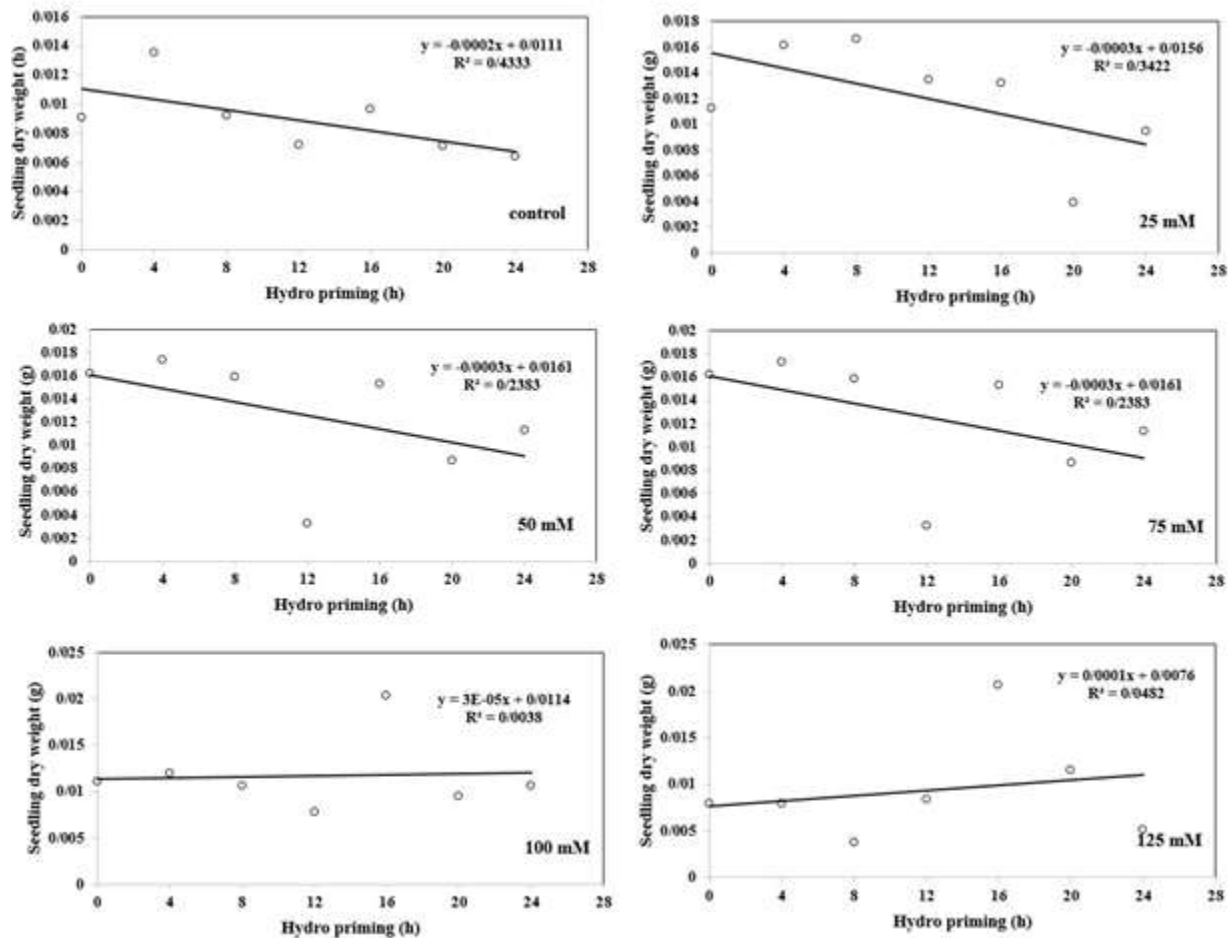 0/016
0/014
0/012
0/01
0/008
0/006
0/004
0/002
0
Seedling dry weight (h)
y = -0/0002x + 0/0111
R² = 0/4333
control
0 4 8 12 16 20 24 28
Hydro priming (h)
0/018
0/016
0/014
0/012
0/01
0/008
0/006
0/004
0/002
0
Seedling dry weight (g)
y = -0/0003x + 0/0156
R² = 0/3422
25 mM
0 4 8 12 16 20 24 28
Hydro priming (h)
0/02
0/018
0/016
0/014
0/012
0/01
0/008
0/006
0/004
0/002
0
Seedling dry weight (g)
y = -0/0003x + 0/0161
R² = 0/2383
50 mM
0 4 8 12 16 20 24 28
Hydro priming (h)
0/02
0/018
0/016
0/014
0/012
0/01
0/008
0/006
0/004
0/002
0
Seedling dry weight (g)
y = -0/0003x + 0/0161
R² = 0/2383
75 mM
0 4 8 12 16 20 24 28
Hydro priming (h)
0/025
0/02
0/015
0/01
0/005
0
Seedling dry weight (g)
y = 3E-05x + 0/0114
R² = 0/0038
100 mM
0 4 8 12 16 20 24 28
Hydro priming (h)
0/025
0/02
0/015
0/01
0/005
0
Seedling dry weight (g)
y = 0/0001x + 0/0076
R² = 0/0482
125 mM
0 4 8 12 16 20 24 28
Hydro priming (h)